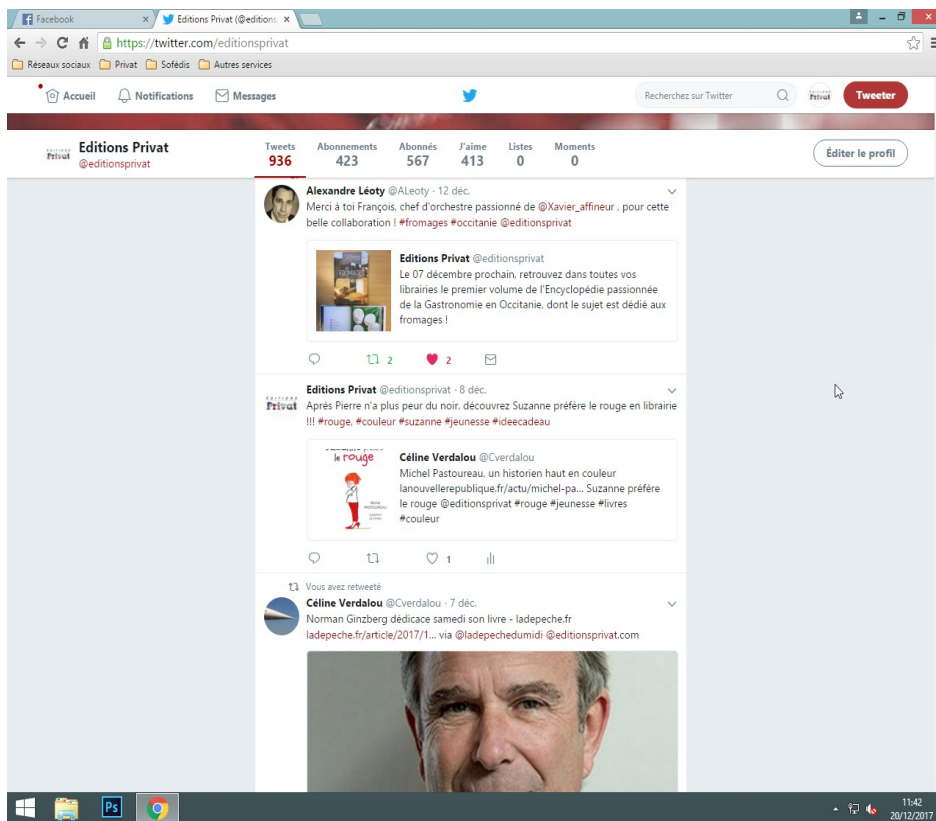 Facebook
Editions Privat (@editions
https://twitter.com/editionsprivat
Réseaux sociaux Privat Sofédis Autres services
Accueil Notifications Messages Recherchez sur Twitter Privat Tweeter
Editions Privat
@editionsprivat
Tweets Abonnements Abonnés J'aime Listes Moments
936 423 567 413 0 0
Éditer le profil
Alexandre Léoty @ALeoty · 12 déc.
Merci à toi François, chef d'orchestre passionné de @Xavier_affineur , pour cette
belle collaboration ! #fromages #occitanie @editionsprivat
FROMAGES
Editions Privat @editionsprivat
Le 07 décembre prochain, retrouvez dans toutes vos
librairies le premier volume de l'Encyclopédie passionnée
de la Gastronomie en Occitanie, dont le sujet est dédié aux
fromages !
2 2
Editions Privat @editionsprivat · 8 déc.
Privat
Après Pierre n'a plus peur du noir, découvrez Suzanne préfère le rouge en librairie
!!! #rouge, #couleur #suzanne #jeunesse #ideecadeau
le rouge
Céline Verdalou @Cverdalou
Michel Pastoureau, un historien haut en couleur
lanouvellerepublique.fr/actu/michel-pa... Suzanne préfère
le rouge @editionsprivat #rouge #jeunesse #livres
#couleur
1
Vous avez retweeté
Céline Verdalou @Cverdalou · 7 déc.
Norman Ginzberg dédicace samedi son livre - ladepeche.fr
ladepeche.fr/article/2017/1... via @ladepechedumidi @editionsprivat.com
Ps
11:42
20/12/2017